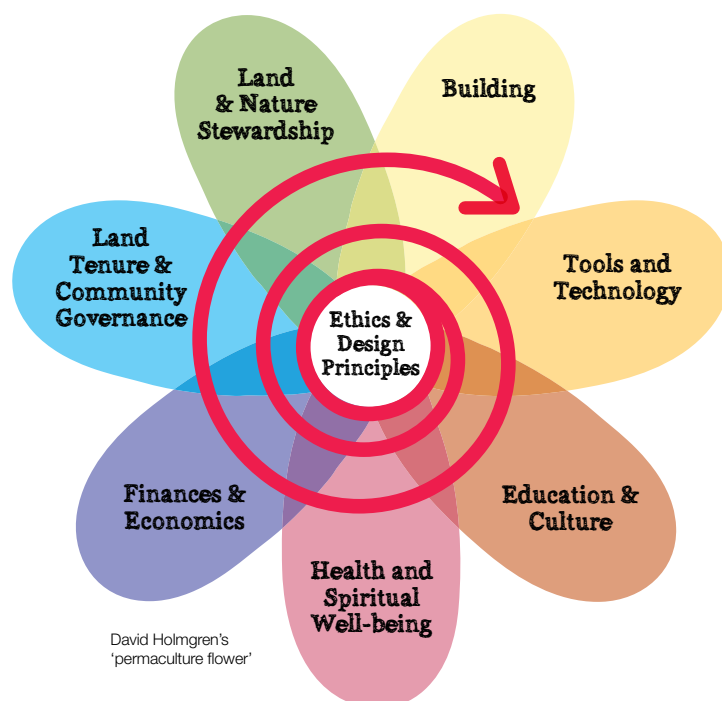 Land
& Nature
Stewardship
Building
Tools and
Technology
Education &
Culture
Health and
Spiritual
Well-being
Finances &
Economics
Land
Tenure &
Community
Governance
Ethics &
Design
Principles
David Holmgren’s
‘permaculture flower’